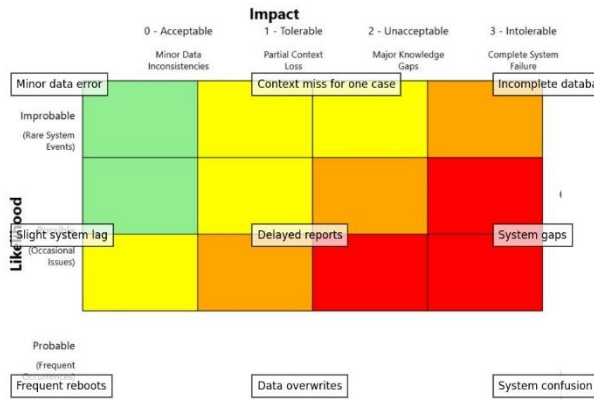 Impact
0 - Acceptable 1 - Tolerable 2 - Unacceptable 3 - Intolerable
Minor Data Inconsistencies
Partial Context Loss
Major Knowledge Gaps
Complete System Failure
Minor data error
Context miss for one case
Incomplete
Improbable
(Rare System
Events)
Likelihood
Slight system lag
Delayed reports
System gaps
(Occasional
Issues)
Probable
(Frequent
Frequent reboots
Data overwrites
System confusion